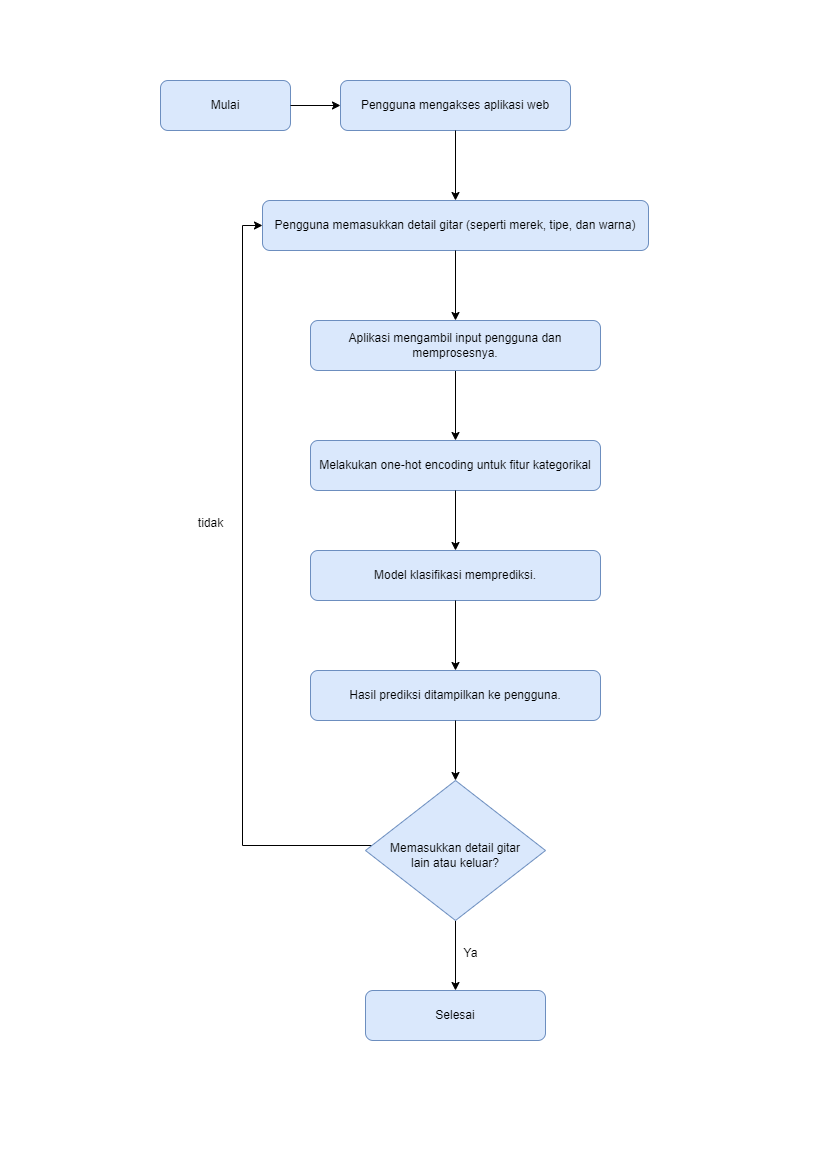 Mulai
Pengguna mengakses aplikasi web
Pengguna memasukkan detail gitar (seperti merek, tipe, dan warna)
Aplikasi mengambil input pengguna dan
memprosesnya.
Melakukan one-hot encoding untuk fitur kategorikal
tidak
Model klasifikasi memprediksi.
Hasil prediksi ditampilkan ke pengguna.
Memasukkan detail gitar
lain atau keluar?
Ya
Selesai